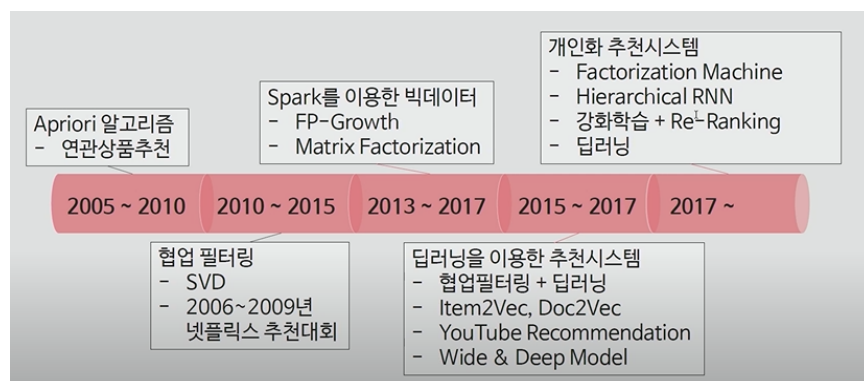 Apriori 알고리즘
- 연관상품추천
Spark를 이용한 빅데이터
- FP-Growth
- Matrix Factorization
개인화 추천시스템
- Factorization Machine
- Hierarchical RNN
- 강화학습 + Re-Ranking
- 딥러닝
2005 ~ 2010
2010 ~ 2015
2013 ~ 2017
2015 ~ 2017
2017 ~
협업 필터링
- SVD
- 2006~2009년
넷플릭스 추천대회
딥러닝을 이용한 추천시스템
- 협업필터링 + 딥러닝
- Item2Vec, Doc2Vec
- YouTube Recommendation
- Wide & Deep Model